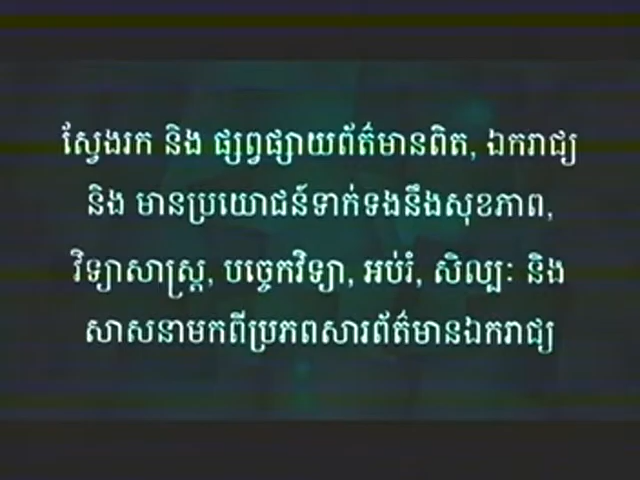 ស្វែងរក និង ផ្សព្វផ្សាយព័ត៌មានពិត, ឯករាជ្យ
និង មានប្រយោជន៍ទាក់ទងនឹងសុខភាព,
វិទ្យាសាស្ត្រ, បច្ចេកវិទ្យា, អប់រំ, សិល្បៈ និង
សាសនាមកពីប្រភពសារព័ត៌មានឯករាជ្យ